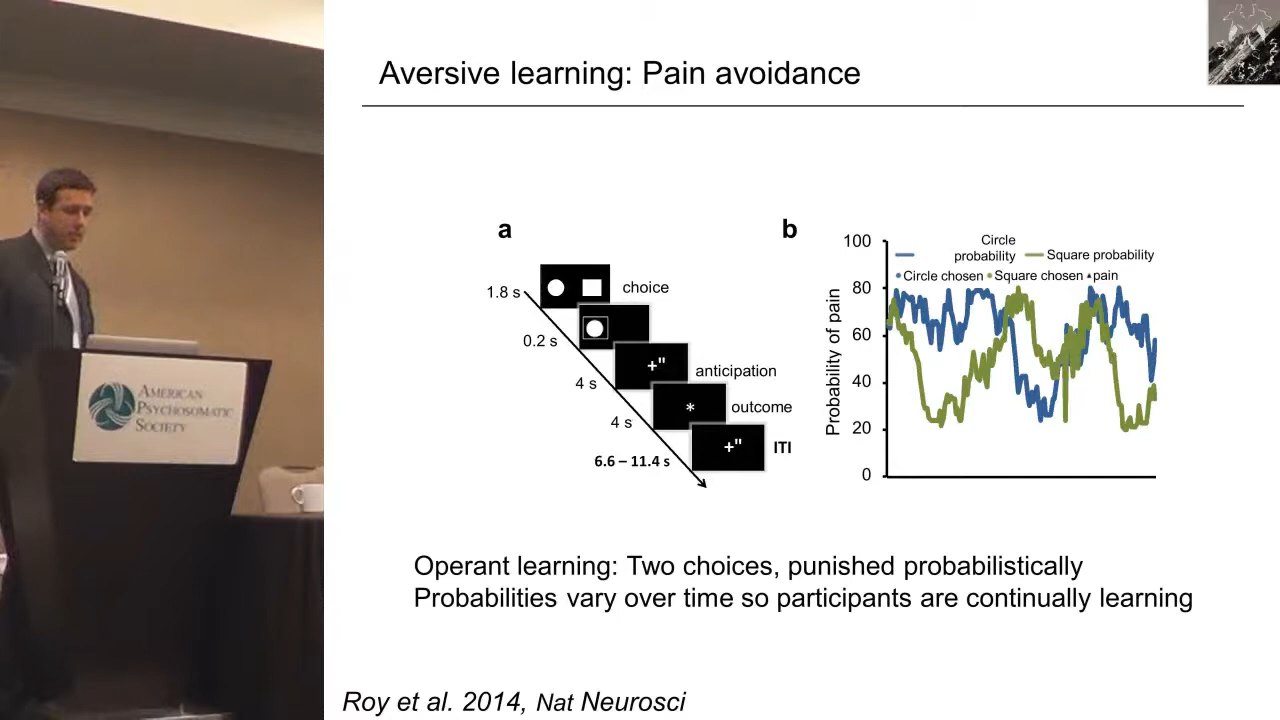 Aversive learning: Pain avoidance
a
1.8 s
choice
0.2 s
+"
anticipation
4 s
*
outcome
4 s
+"
ITI
6.6 – 11.4 s
b
Probability of pain
100
80
60
40
20
0
Circle
probability
Square probability
Circle chosen
Square chosen
pain
Operant learning: Two choices, punished probabilistically
Probabilities vary over time so participants are continually learning
Roy et al. 2014, Nat Neurosci
AMERICAN
PSYCHOSOMATIC
SOCIETY